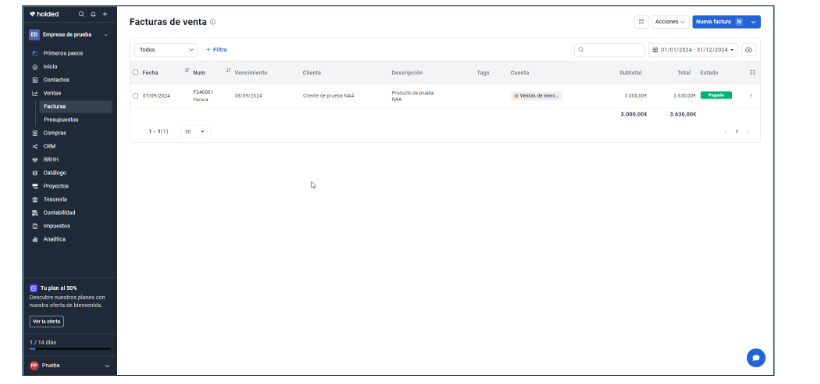 holded
Facturas de venta
Acciones
Nueva factura N
ED Empresa de prueba
Todos
+ Filtro
01/01/2024 - 31/12/2024
Primeros pasos
Inicio
Contactos
Ventas
Facturas
Presupuestos
Compras
CRM
RRHH
Catálogo
Proyectos
Tesorería
Contabilidad
Impuestos
Analítica
Fecha Num Vencimiento Cliente Descripción Tags Cuenta Subtotal Total Estado
07/09/2024 F240001 08/09/2024 Cliente de prueba NAA Producto de prueba Ventas de merc... 3.000,00€ 3.630,00€ Pagado
Factura NAA
3.000,00€ 3.630,00€
1 - 1(1) 50 1
Tu plan al 50%
Descubre nuestros planes con
nuestra oferta de bienvenida.
Ver la oferta
1 / 14 días
PP Prueba